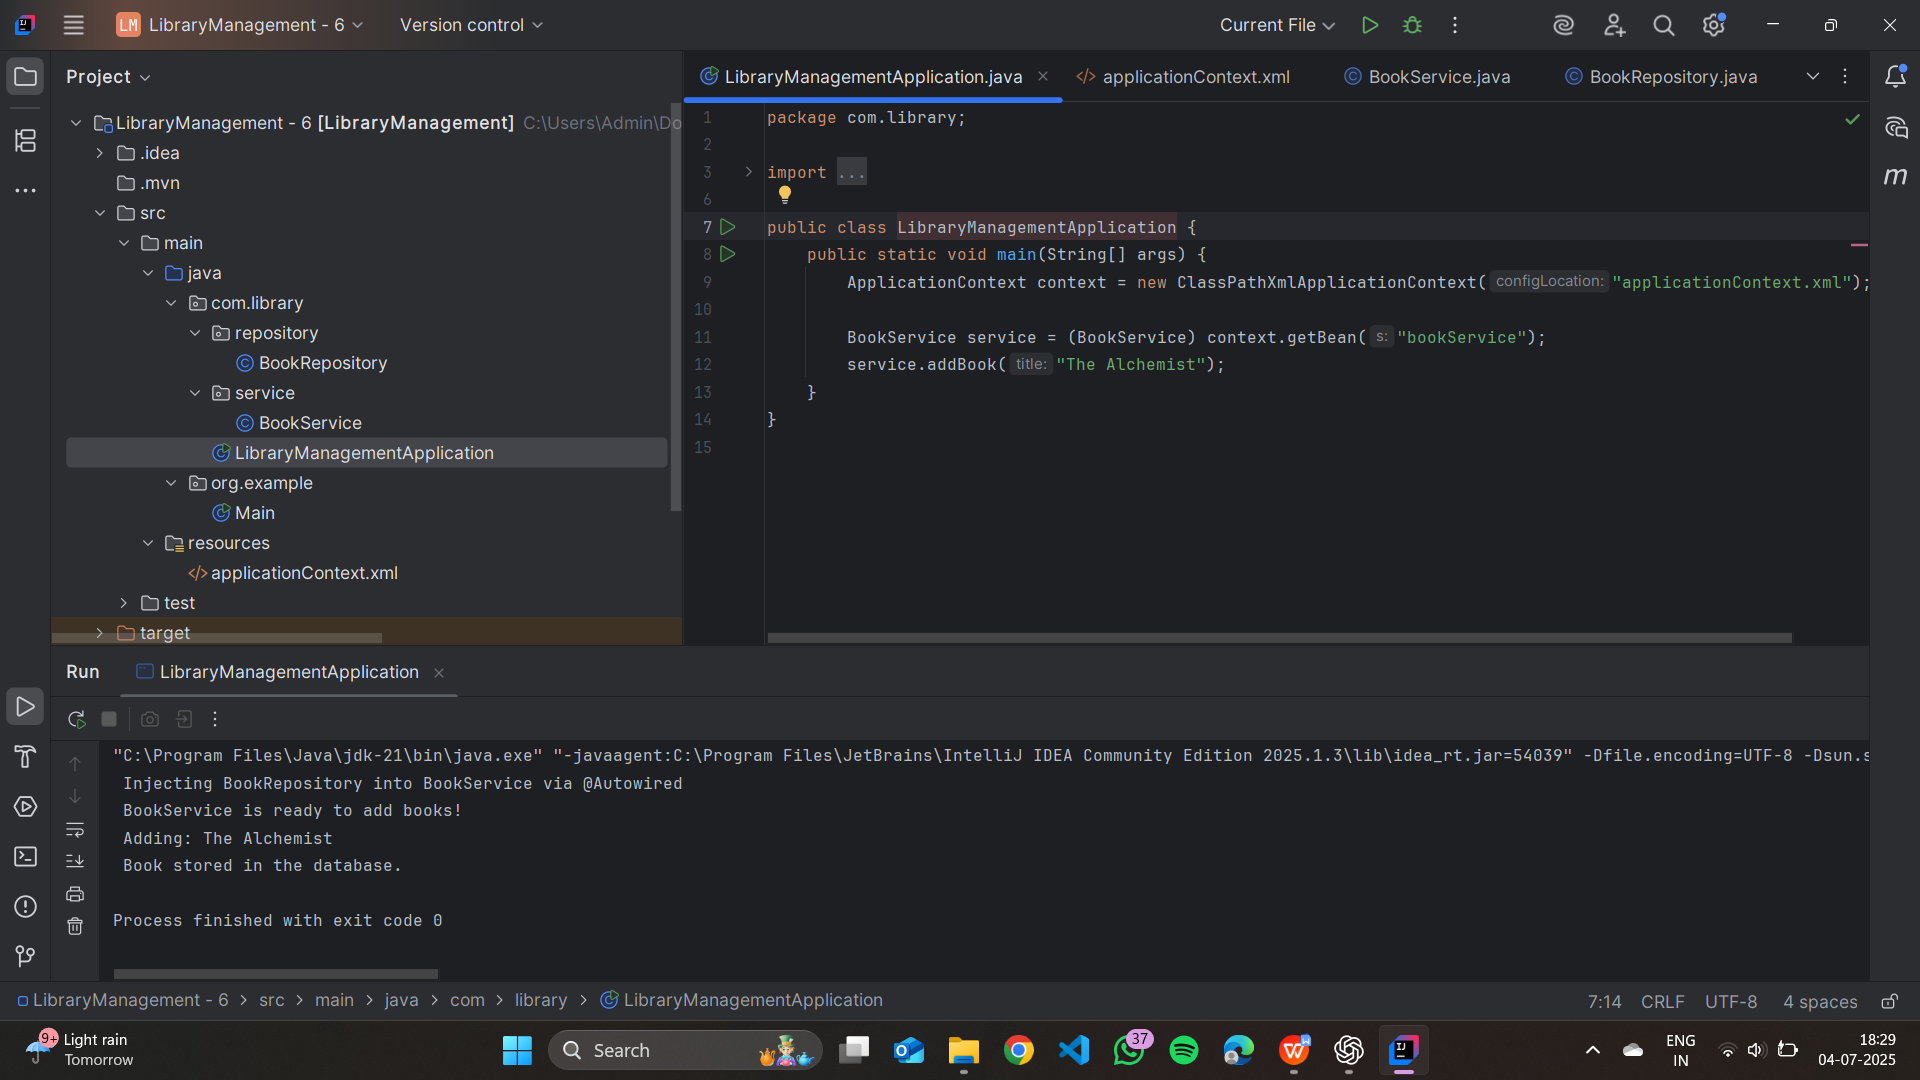 LM LibraryManagement - 6
Version control
Current File
Project
LibraryManagementApplication.java
applicationContext.xml
BookService.java
BookRepository.java
LibraryManagement - 6 [LibraryManagement] C:\Users\Admin\Do
.idea
.mvn
src
main
java
com.library
repository
BookRepository
service
BookService
LibraryManagementApplication
org.example
Main
resources
applicationContext.xml
test
target
1 package com.library;
2
3 import ...
6
7 public class LibraryManagementApplication {
8 public static void main(String[] args) {
9 ApplicationContext context = new ClassPathXmlApplicationContext( configLocation: "applicationContext.xml");
10
11 BookService service = (BookService) context.getBean( s: "bookService");
12 service.addBook( title: "The Alchemist");
13 }
14 }
15
m
Run
LibraryManagementApplication
"C:\Program Files\Java\jdk-21\bin\java.exe" "-javaagent:C:\Program Files\JetBrains\IntelliJ IDEA Community Edition 2025.1.3\lib\idea_rt.jar=54039" -Dfile.encoding=UTF-8 -Dsun.s
Injecting BookRepository into BookService via @Autowired
BookService is ready to add books!
Adding: The Alchemist
Book stored in the database.
Process finished with exit code 0
LibraryManagement - 6 > src > main > java > com > library > LibraryManagementApplication
7:14 CRLF UTF-8 4 spaces
9+
Light rain
Tomorrow
Search
37
ENG
IN
18:29
04-07-2025